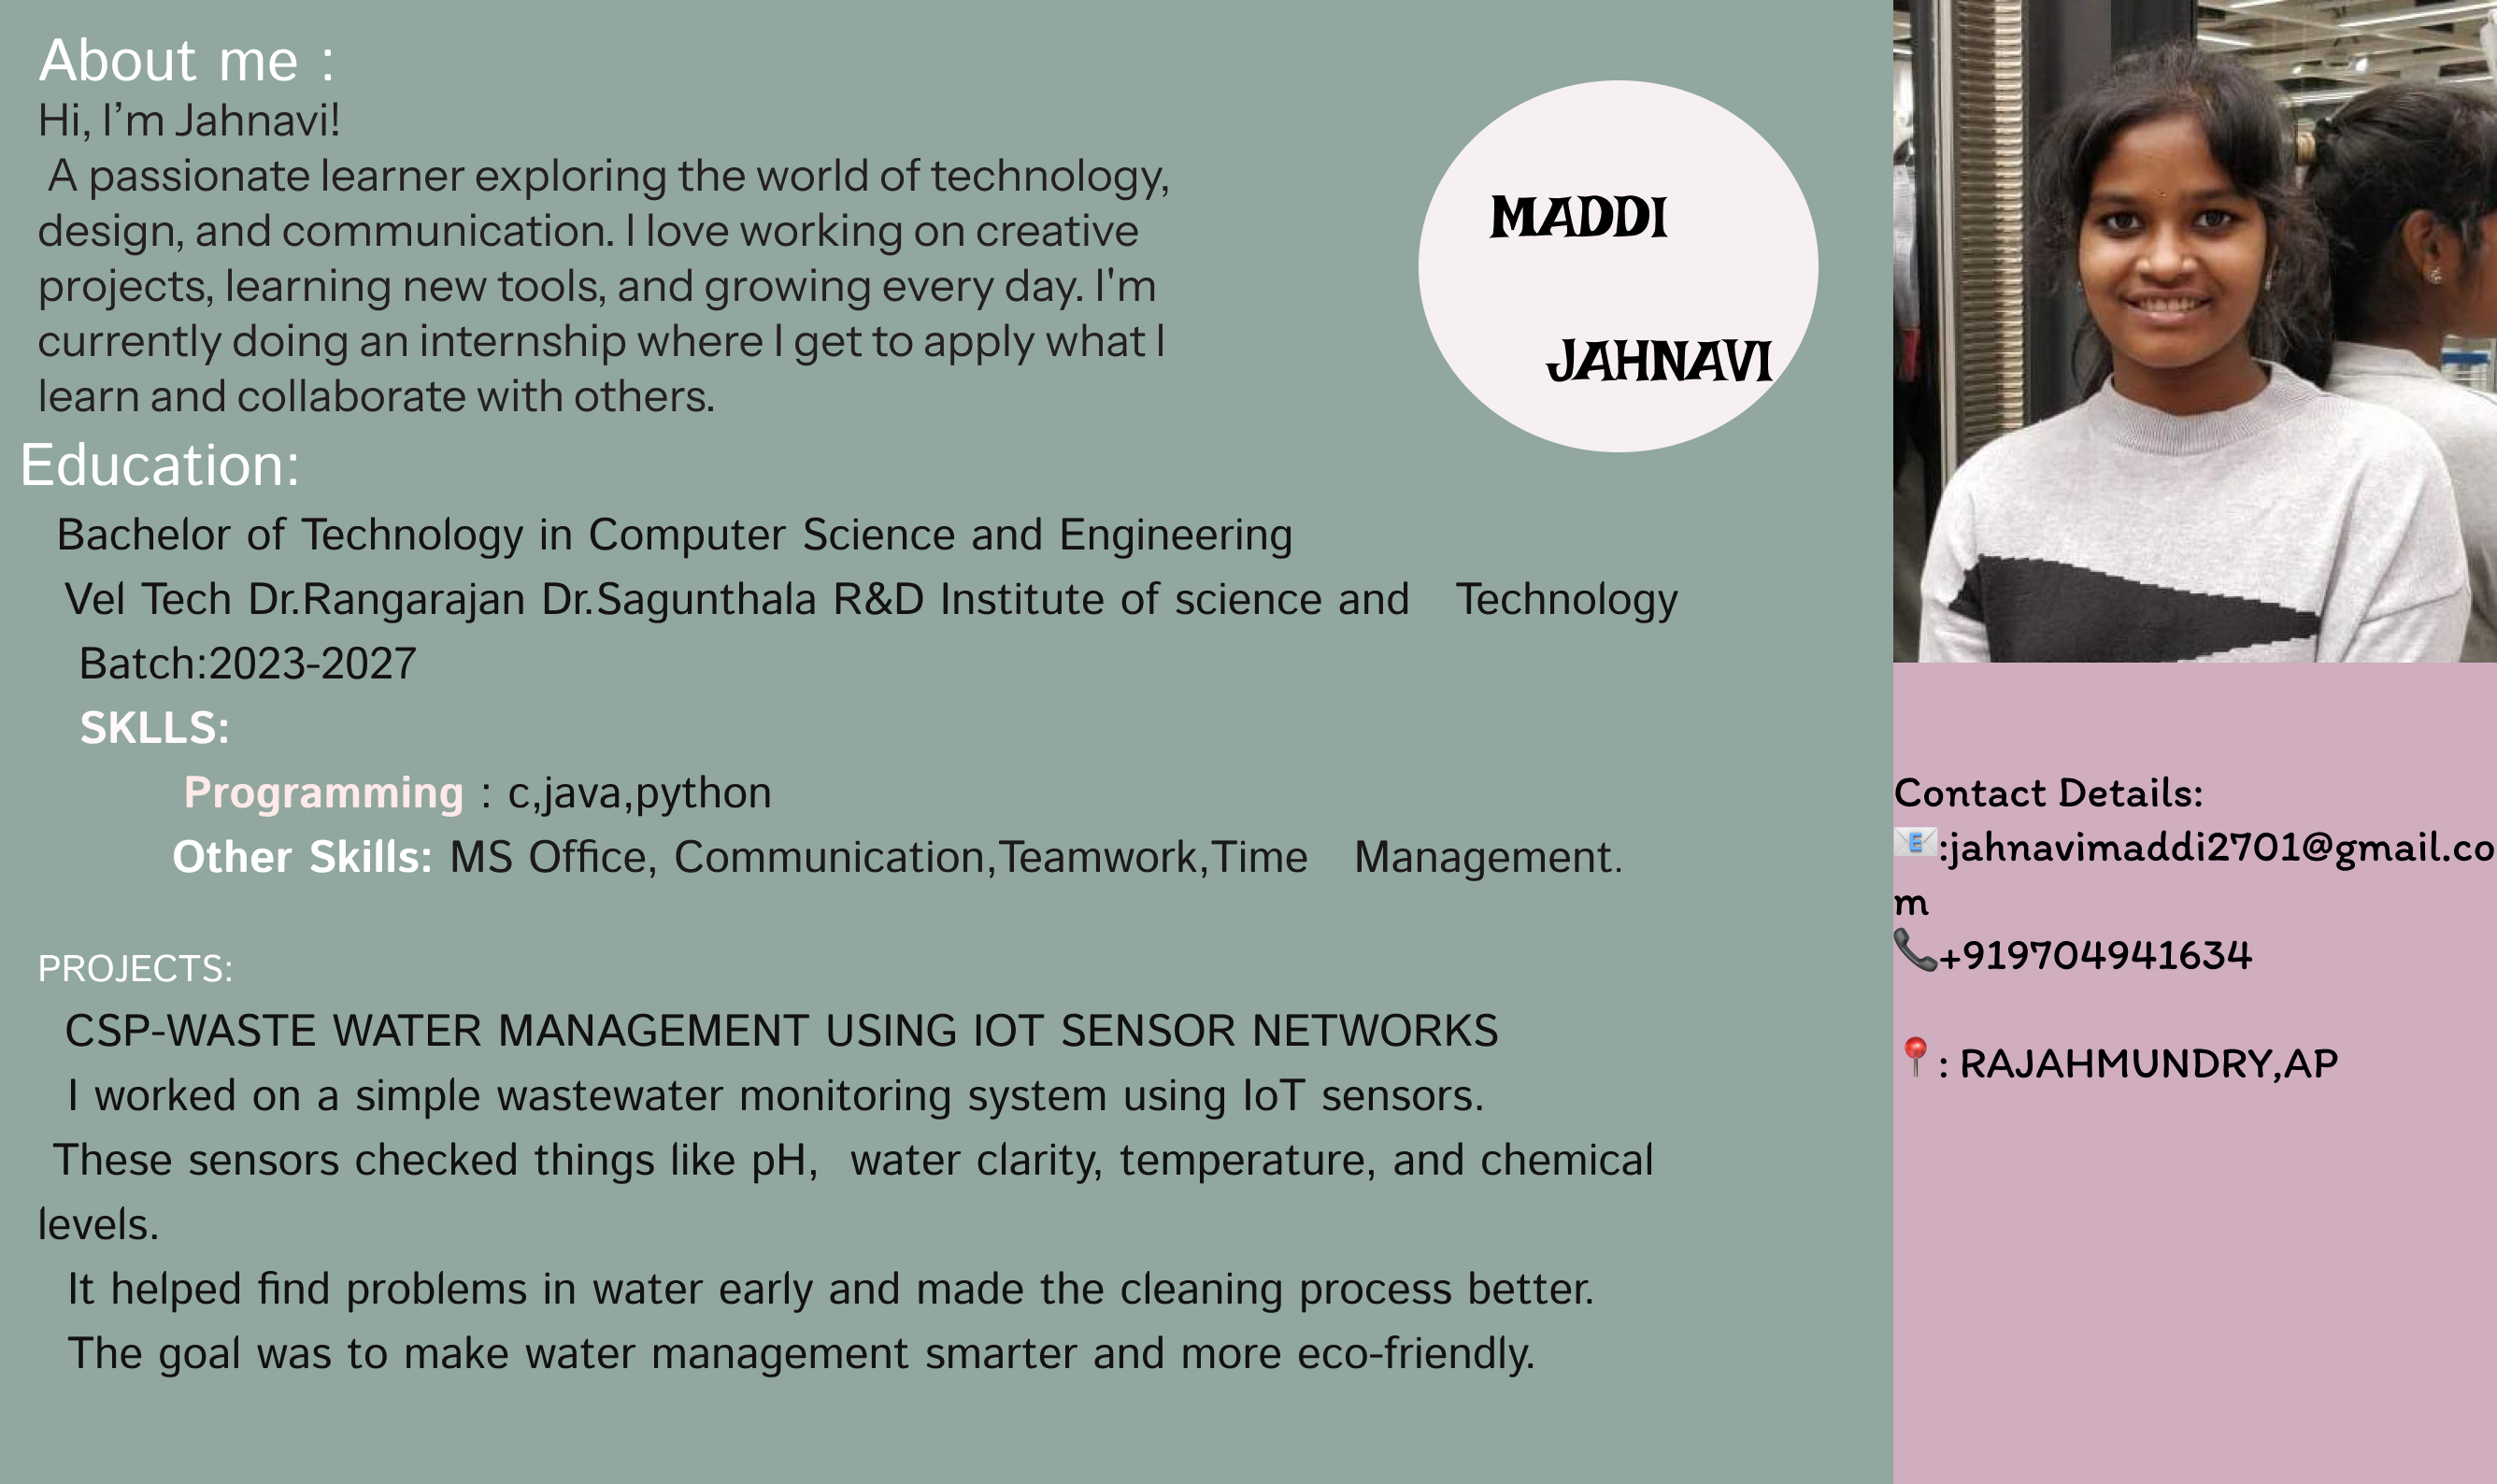 About me :
Hi, I’m Jahnavi!
A passionate learner exploring the world of technology,
design, and communication. I love working on creative
projects, learning new tools, and growing every day. I'm
currently doing an internship where I get to apply what I
learn and collaborate with others.
MADDI
JAHNAVI
Education:
Bachelor of Technology in Computer Science and Engineering
Vel Tech Dr.Rangarajan Dr.Sagunthala R&D Institute of science and Technology
Batch:2023-2027
SKLLS:
Programming : c,java,python
Other Skills: MS Office, Communication,Teamwork,Time Management.
PROJECTS:
CSP-WASTE WATER MANAGEMENT USING IOT SENSOR NETWORKS
I worked on a simple wastewater monitoring system using IoT sensors.
These sensors checked things like pH, water clarity, temperature, and chemical
levels.
It helped find problems in water early and made the cleaning process better.
The goal was to make water management smarter and more eco-friendly.
Contact Details:
📧:jahnavimaddi2701@gmail.co
m
📞+919704941634
📍: RAJAHMUNDRY,AP